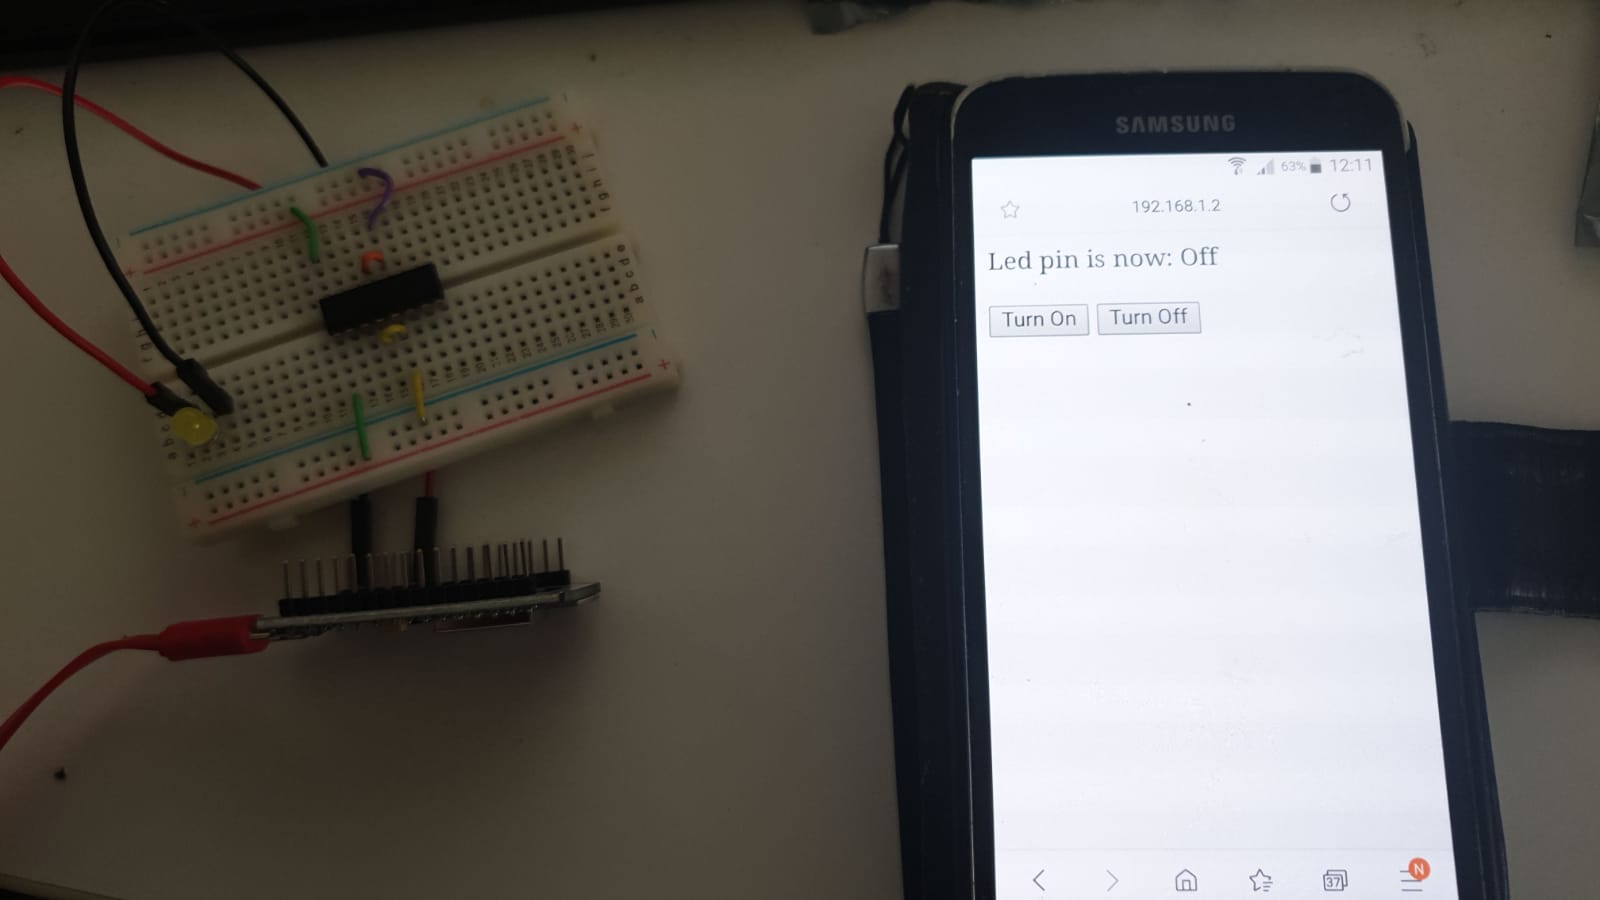 SAMSUNG
63% 12:11
192.168.1.2
Led pin is now: Off
Turn On Turn Off
37
N